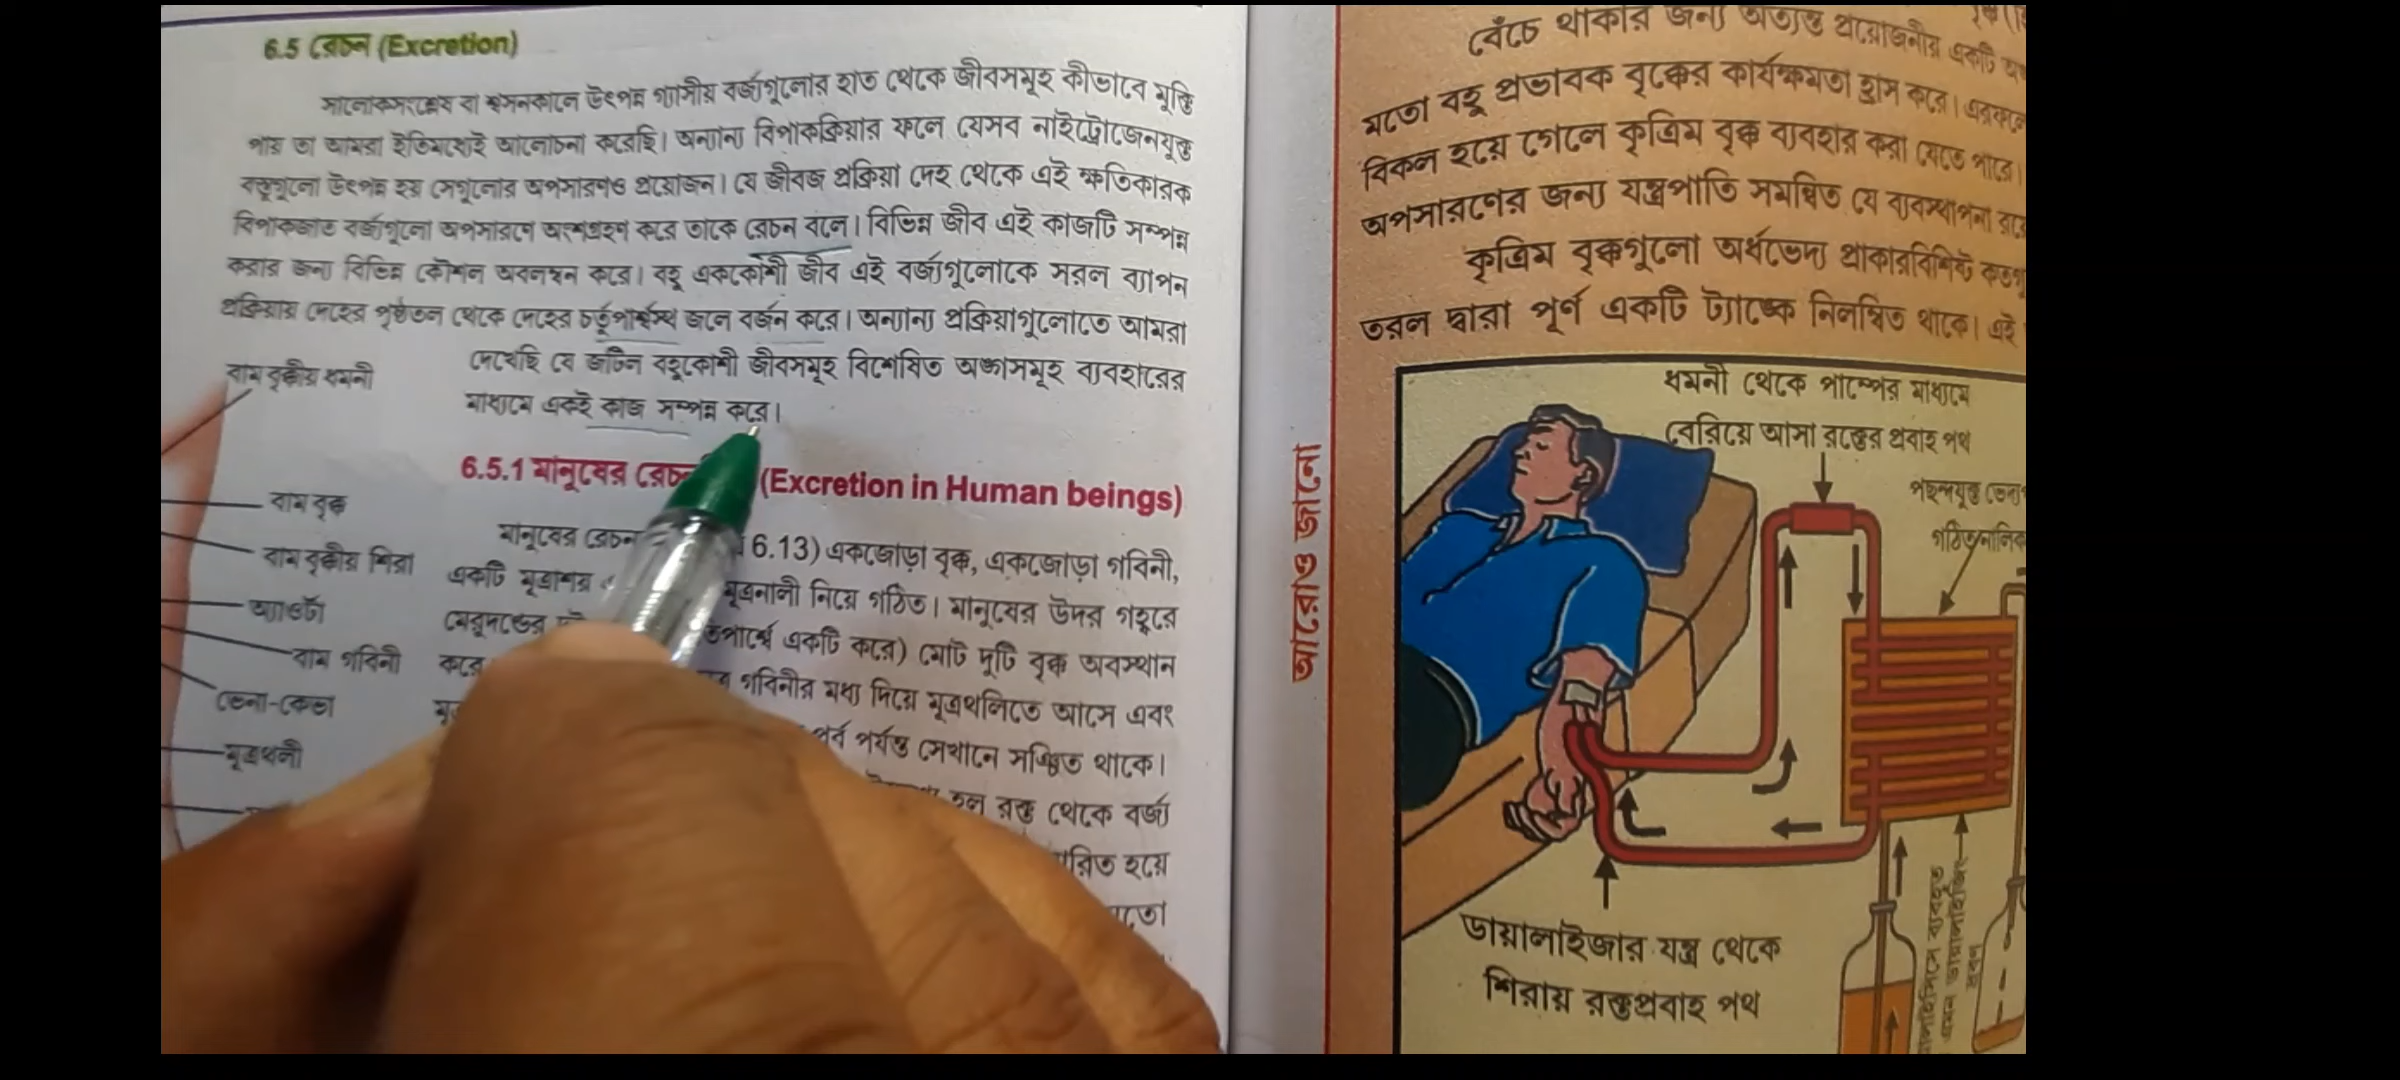 6.5 রেচন (Excretion)
সালোকসংশ্লেষ বা শ্বসনকালে উৎপন্ন গ্যাসীয় বর্জ্যগুলোর হাত থেকে জীবসমূহ কীভাবে মুক্তি
পায় তা আমরা ইতিমধ্যেই আলোচনা করেছি। অন্যান্য বিপাকক্রিয়ার ফলে যেসব নাইট্রোজেনযুক্ত
বস্তুগুলো উৎপন্ন হয় সেগুলোর অপসারণও প্রয়োজন। যে জীবজ প্রক্রিয়া দেহ থেকে এই ক্ষতিকারক
বিপাকজাত বর্জ্যগুলো অপসারণে অংশগ্রহণ করে তাকে রেচন বলে। বিভিন্ন জীব এই কাজটি সম্পন্ন
করার জন্য বিভিন্ন কৌশল অবলম্বন করে। বহু এককোশী জীব এই বর্জ্যগুলোকে সরল ব্যাপন
প্রক্রিয়ায় দেহের পৃষ্ঠতল থেকে দেহের চর্তুপার্শ্বস্থ জলে বর্জন করে। অন্যান্য প্রক্রিয়াগুলোতে আমরা
দেখেছি যে জটিল বহুকোশী জীবসমূহ বিশেষিত অঙ্গসমূহ ব্যবহারের
মাধ্যমে একই কাজ সম্পন্ন করে।
6.5.1 মানুষের রেচন (Excretion in Human beings)
মানুষের রেচন 6.13) একজোড়া বৃক্ক, একজোড়া গবিনী,
একটি মূত্রাশয় মূত্রনালী নিয়ে গঠিত। মানুষের উদর গহ্বরে
মেরুদণ্ডের একটি করে) মোট দুটি বৃক্ক অবস্থান
করে গবিনীর মধ্য দিয়ে মূত্রথলিতে আসে এবং
পর্যন্ত সেখানে সঞ্চিত থাকে।
হল রক্ত থেকে বর্জ্য
হয়ে
বাম বৃক্কীয় ধমনী
বাম বৃক্ক
বাম বৃক্কীয় শিরা
অ্যাওর্টা
বাম গবিনী
ভেনা-কেভা
মূত্রথলী
আরোও জানো
বেঁচে থাকার জন্য অত্যন্ত প্রয়োজনীয় একটি
মতো বহু প্রভাবক বৃক্কের কার্যক্ষমতা হ্রাস করে।
বিকল হয়ে গেলে কৃত্রিম বৃক্ক ব্যবহার করা যেতে পারে।
অপসারণের জন্য যন্ত্রপাতি সমন্বিত যে ব্যবস্থাপনা
কৃত্রিম বৃক্কগুলো অর্ধভেদ্য প্রাকারবিশিষ্ট
তরল দ্বারা পূর্ণ একটি ট্যাঙ্কে নিলম্বিত থাকে। এই
ধমনী থেকে পাম্পের মাধ্যমে
বেরিয়ে আসা রক্তের প্রবাহ পথ
ডায়ালাইজার যন্ত্র থেকে
শিরায় রক্তপ্রবাহ পথ